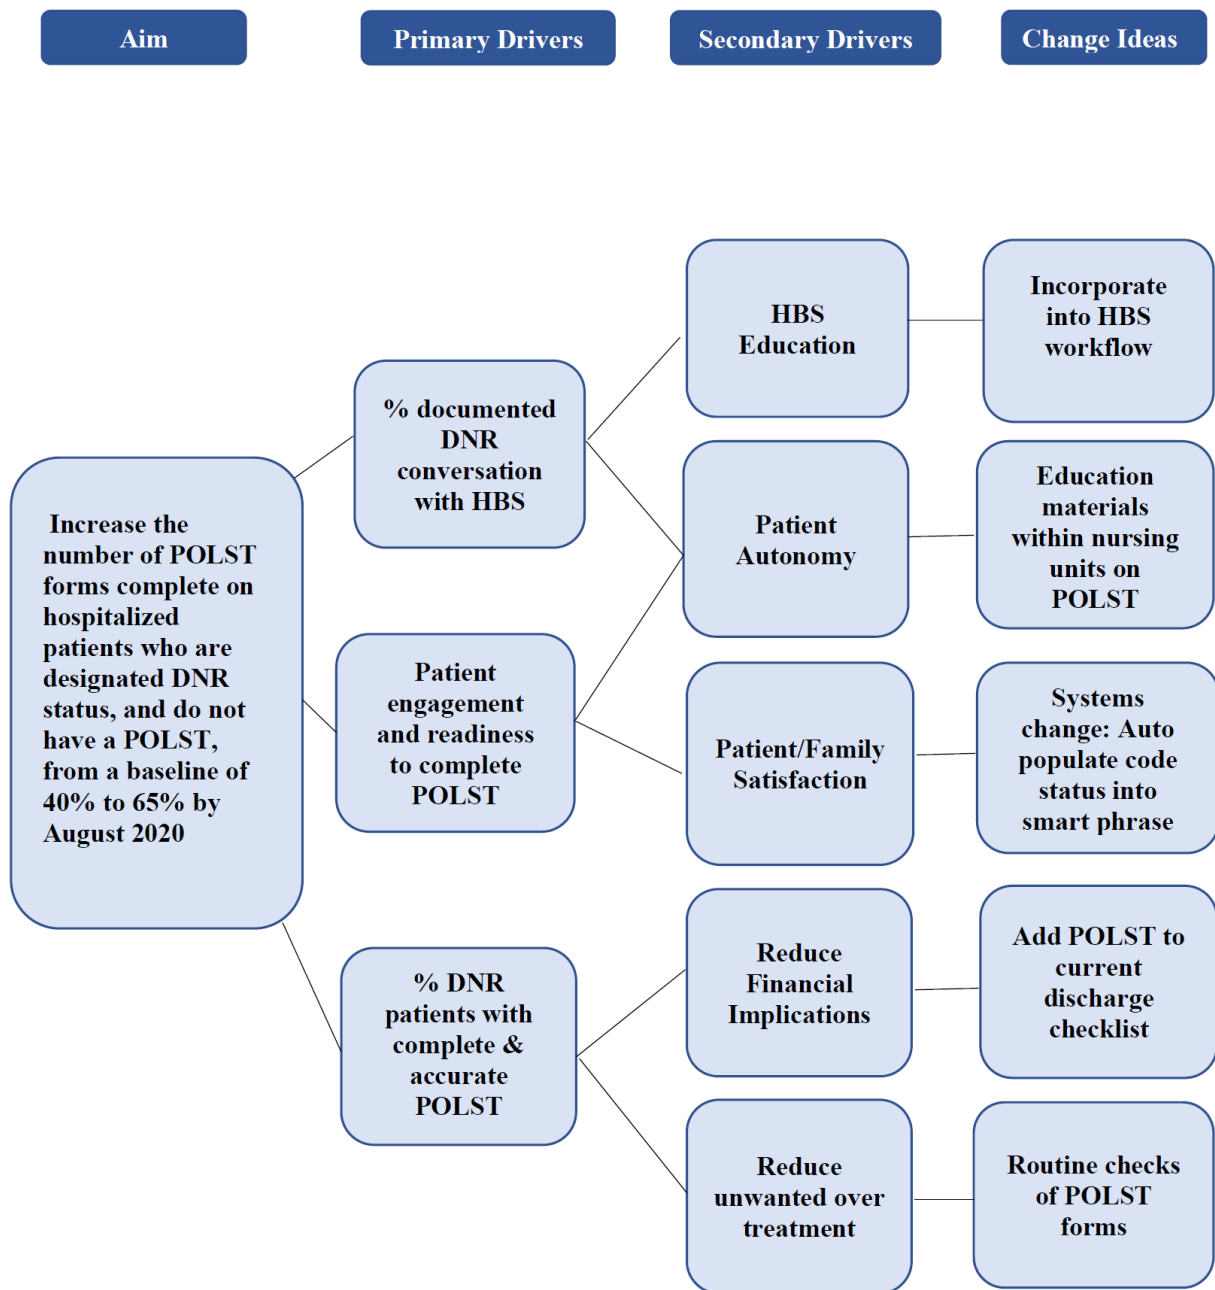 Aim
Primary Drivers
Secondary Drivers
Change Ideas
Increase the
number of POLST
forms complete on
hospitalized
patients who are
designated DNR
status, and do not
have a POLST,
from a baseline of
40% to 65% by
August 2020
% documented
DNR
conversation
with HBS
Patient
engagement
and readiness
to complete
POLST
% DNR
patients with
complete &
accurate
POLST
HBS
Education
Patient
Autonomy
Patient/Family
Satisfaction
Reduce
Financial
Implications
Reduce
unwanted over
treatment
Incorporate
into HBS
workflow
Education
materials
within nursing
units on
POLST
Systems
change: Auto
populate code
status into
smart phrase
Add POLST to
current
discharge
checklist
Routine checks
of POLST
forms